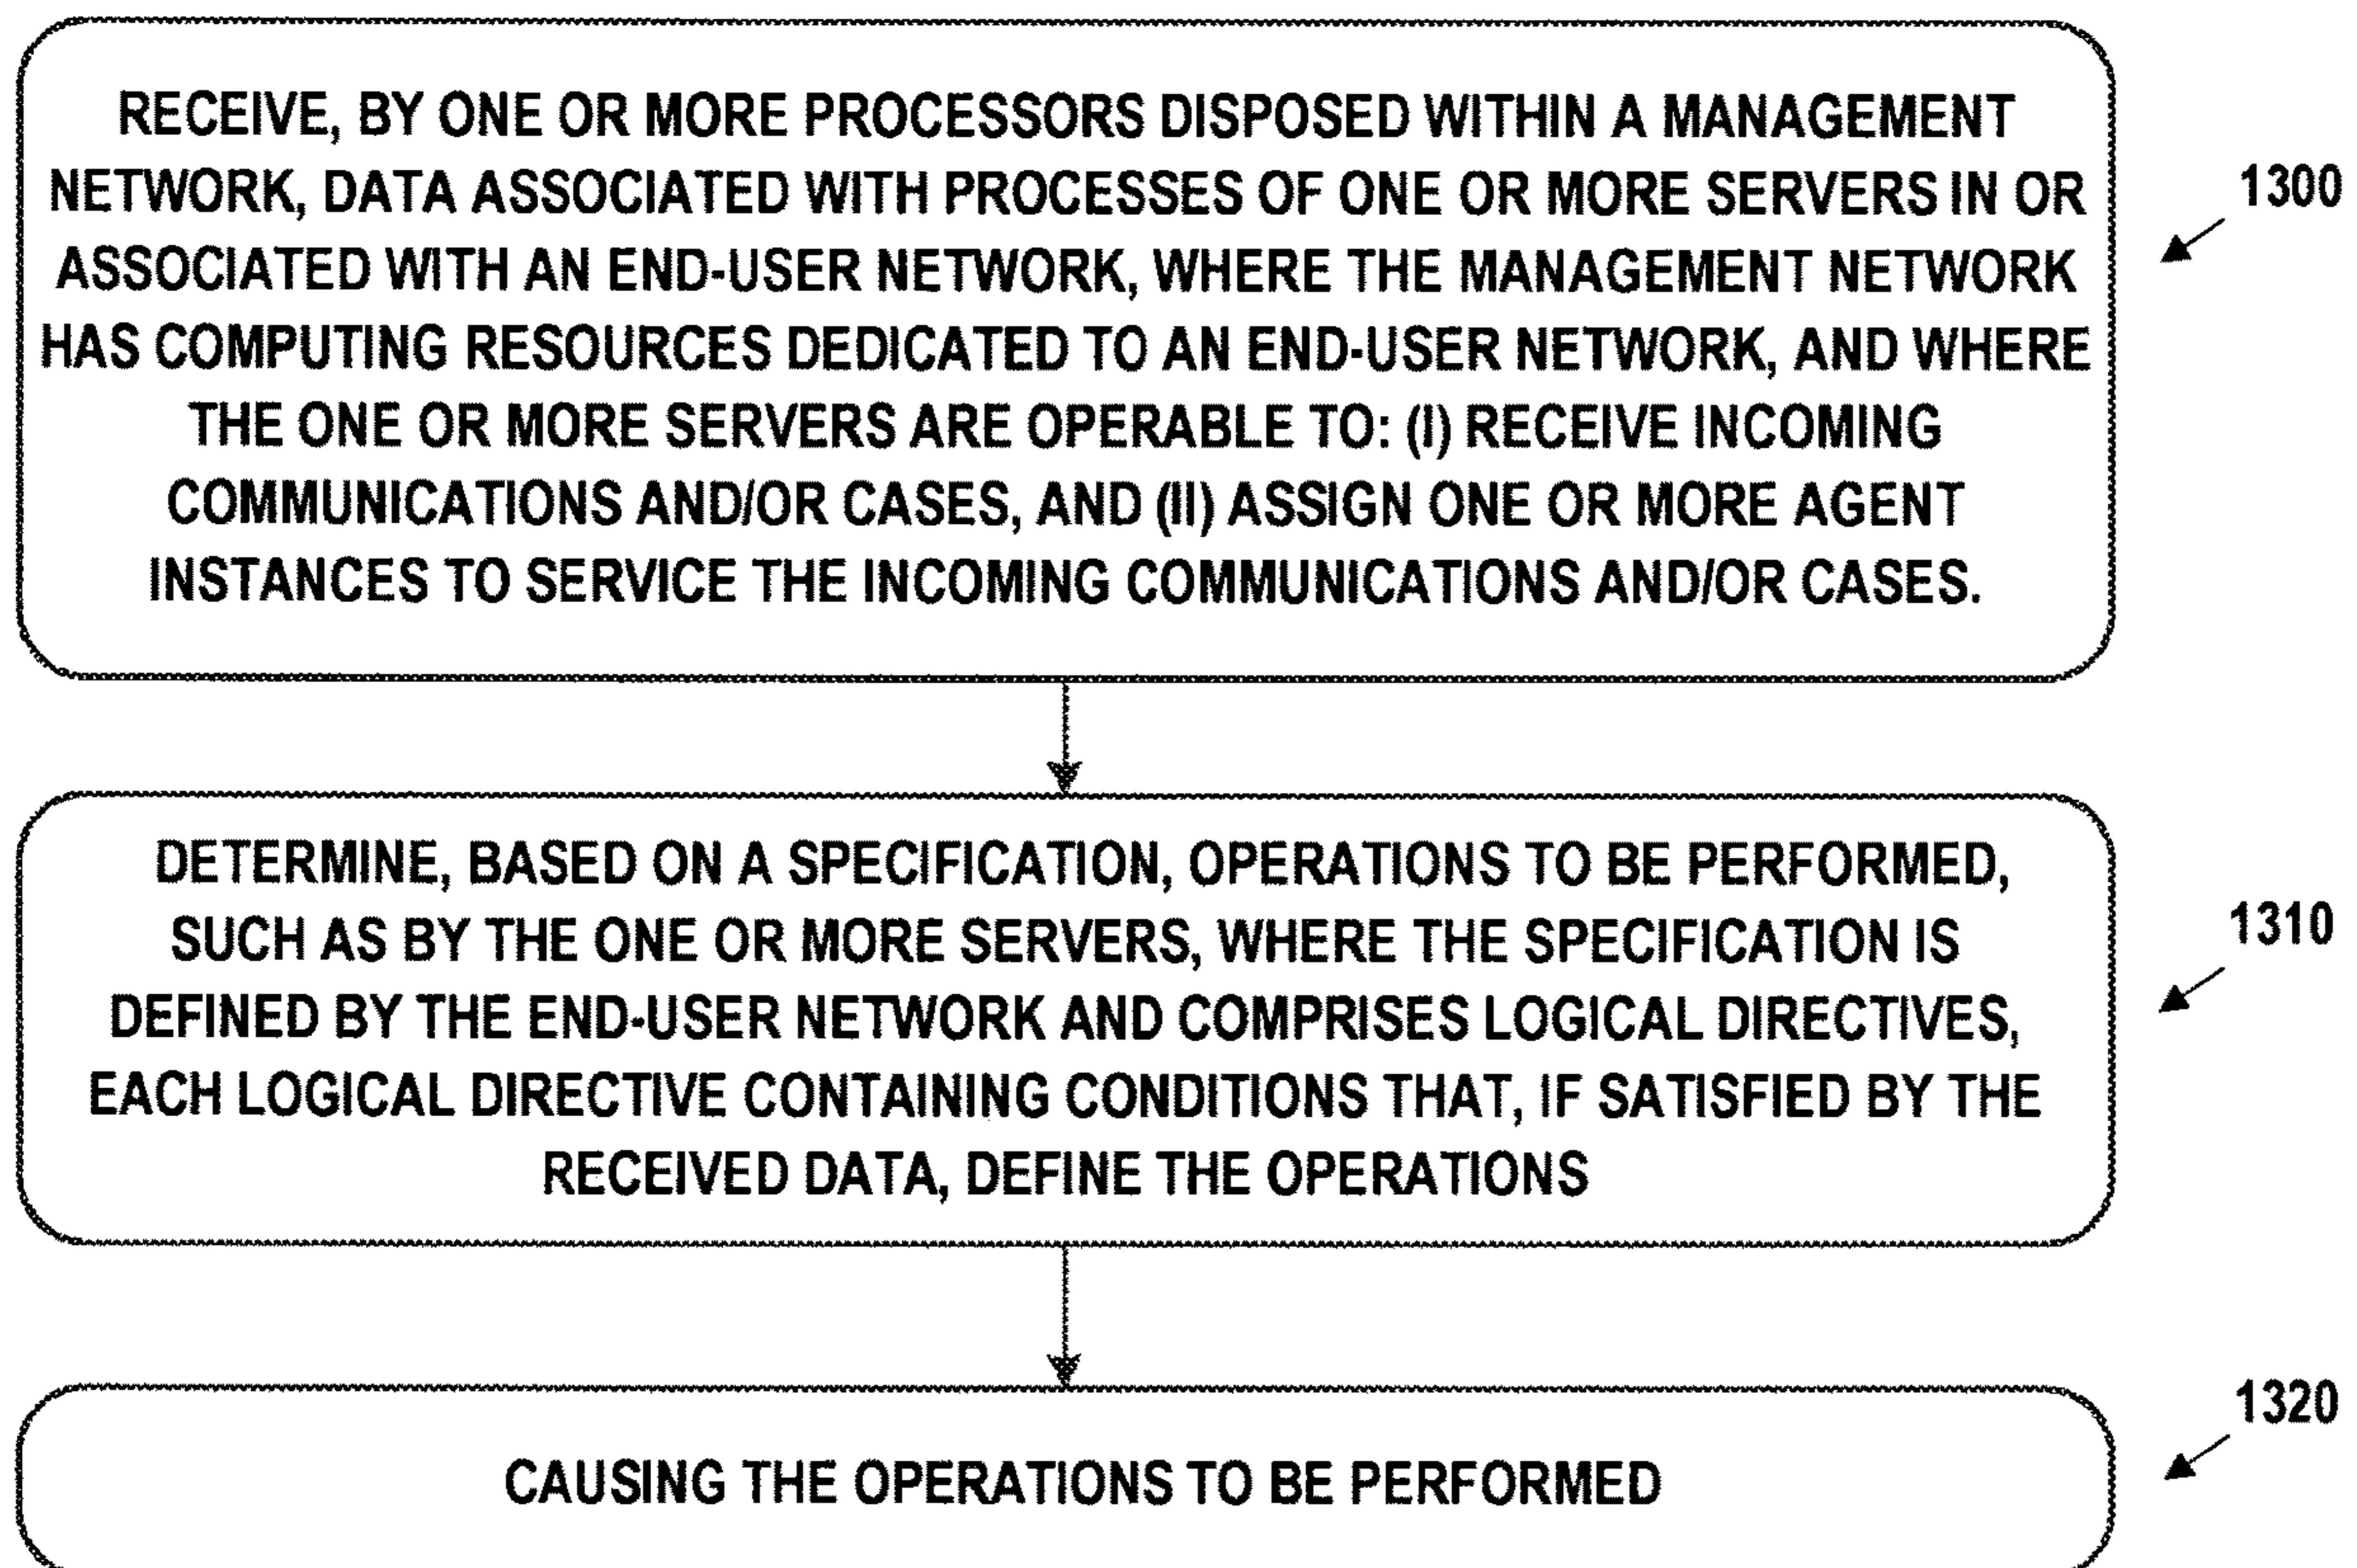 RECEIVE, BY ONE OR MORE PROCESSORS DISPOSED WITHIN A MANAGEMENT
NETWORK, DATA ASSOCIATED WITH PROCESSES OF ONE OR MORE SERVERS IN OR
ASSOCIATED WITH AN END-USER NETWORK, WHERE THE MANAGEMENT NETWORK
HAS COMPUTING RESOURCES DEDICATED TO AN END-USER NETWORK, AND WHERE
THE ONE OR MORE SERVERS ARE OPERABLE TO: (I) RECEIVE INCOMING
COMMUNICATIONS AND/OR CASES, AND (II) ASSIGN ONE OR MORE AGENT
INSTANCES TO SERVICE THE INCOMING COMMUNICATIONS AND/OR CASES.
1300
DETERMINE, BASED ON A SPECIFICATION, OPERATIONS TO BE PERFORMED,
SUCH AS BY THE ONE OR MORE SERVERS, WHERE THE SPECIFICATION IS
DEFINED BY THE END-USER NETWORK AND COMPRISES LOGICAL DIRECTIVES,
EACH LOGICAL DIRECTIVE CONTAINING CONDITIONS THAT, IF SATISFIED BY THE
RECEIVED DATA, DEFINE THE OPERATIONS
1310
CAUSING THE OPERATIONS TO BE PERFORMED
1320